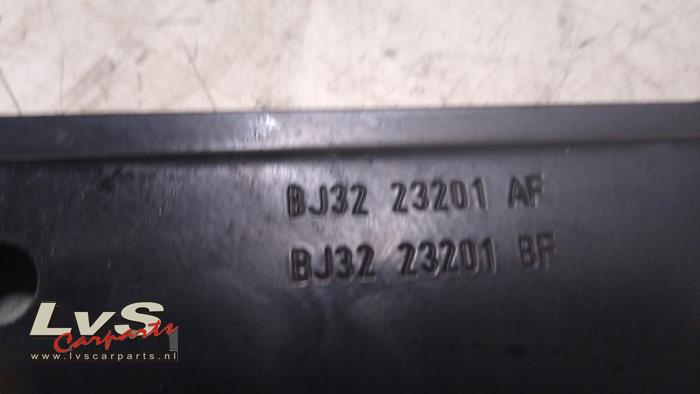 BJ32 23201 AF
BJ32 23201 BF
LvS
Carparts
www.lvscarparts.nl